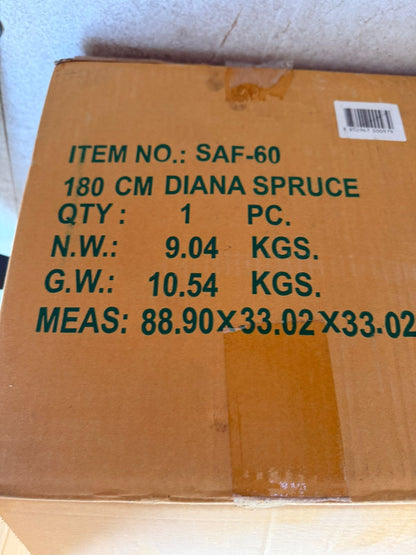 ITEM NO.: SAF-60
180 CM DIANA SPRUCE
QTY : 1 PC.
N.W.: 9.04 KGS.
G.W.: 10.54 KGS.
MEAS: 88.90X33.02X33.02